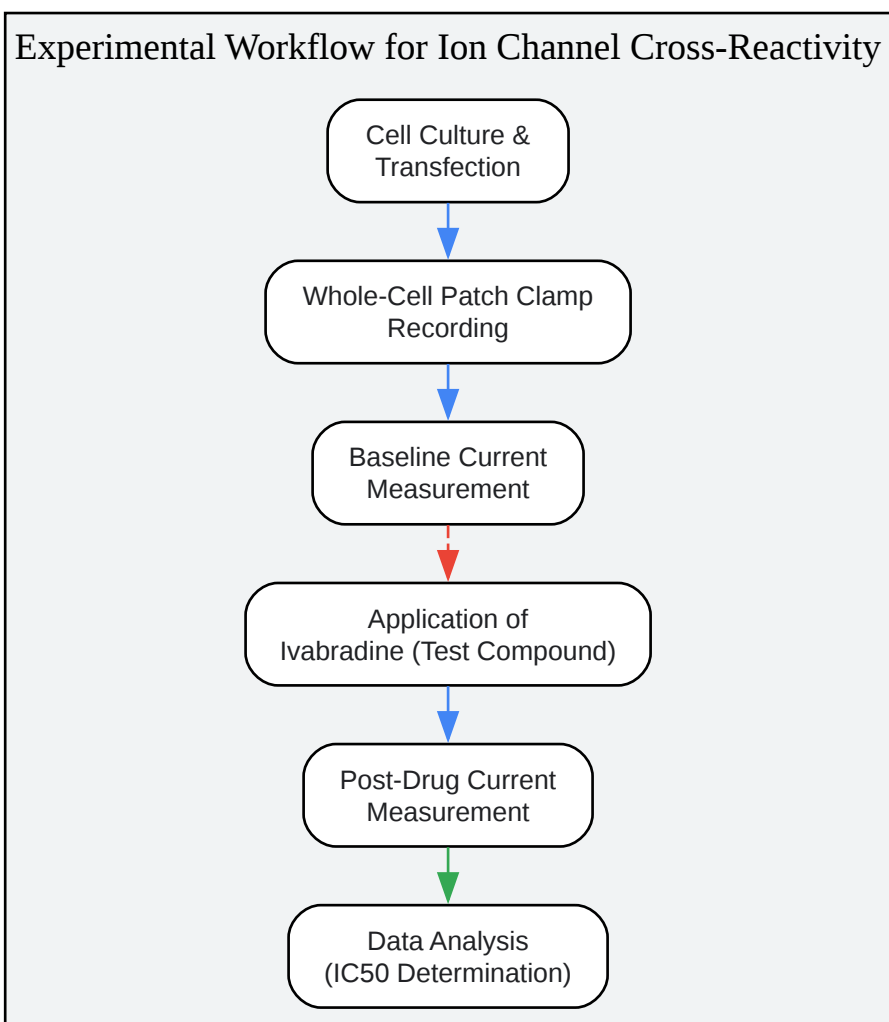 Experimental Workflow for Ion Channel Cross-Reactivity
Cell Culture &
Transfection
Whole-Cell Patch Clamp
Recording
Baseline Current
Measurement
Application of
Ivabradine (Test Compound)
Post-Drug Current
Measurement
Data Analysis
(IC50 Determination)